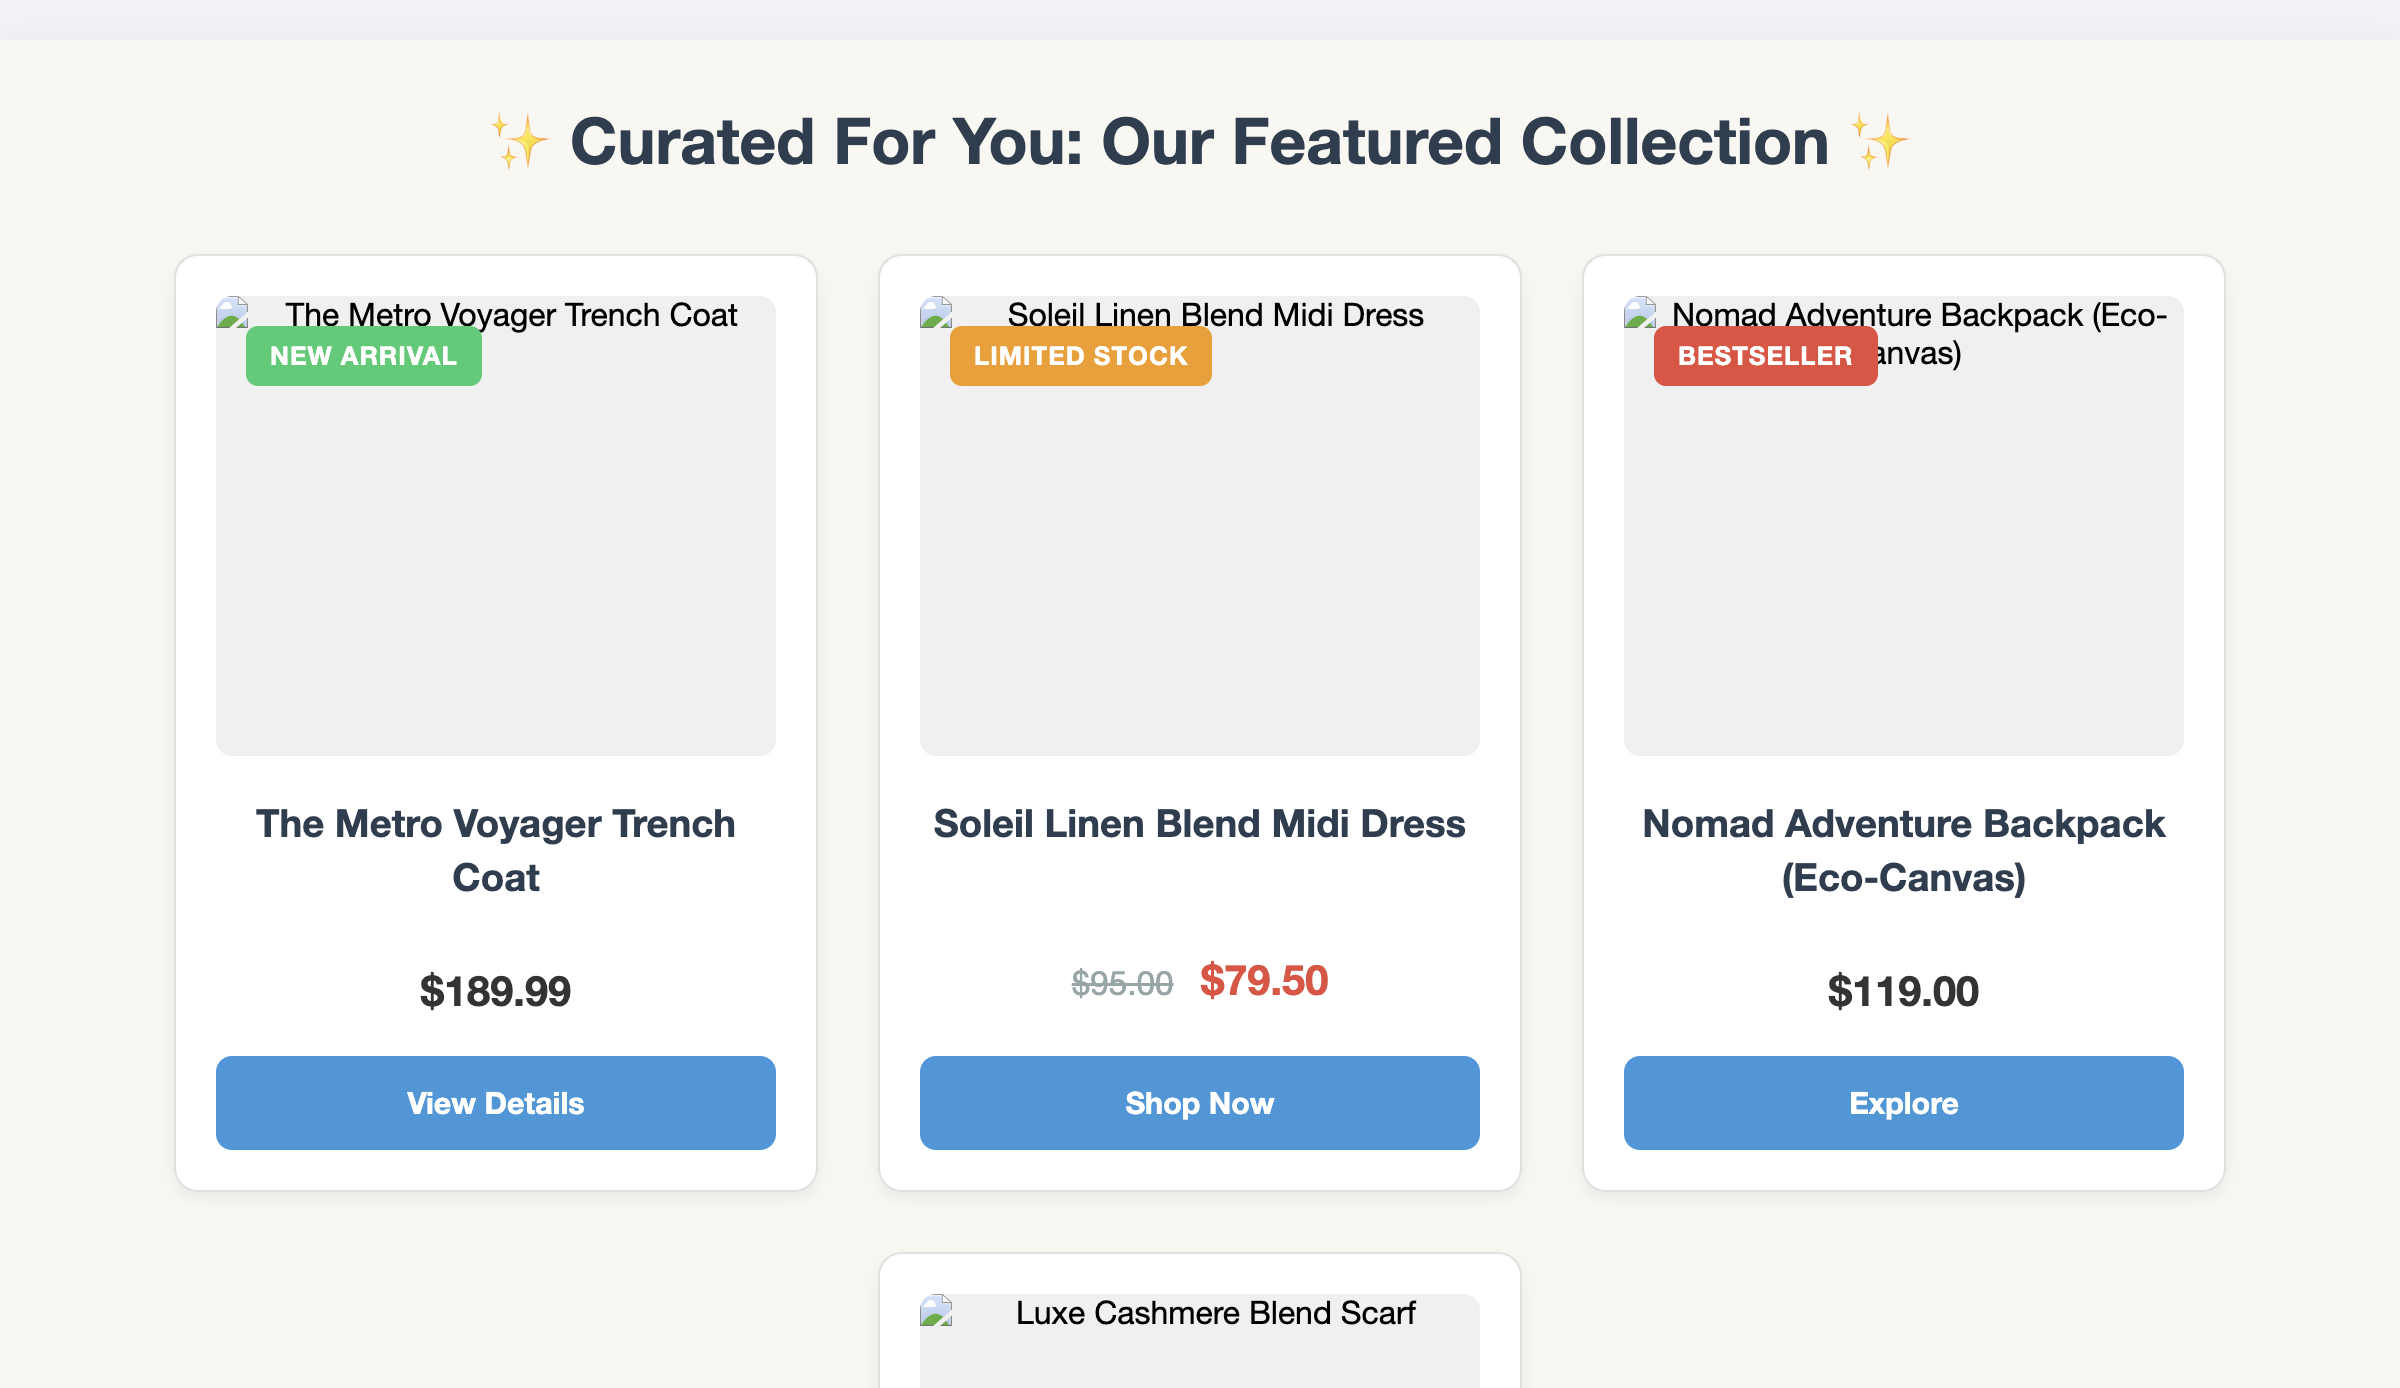 ✨ Curated For You: Our Featured Collection ✨
The Metro Voyager Trench Coat
NEW ARRIVAL
The Metro Voyager Trench
Coat
$189.99
View Details
Soleil Linen Blend Midi Dress
LIMITED STOCK
Soleil Linen Blend Midi Dress
$95.00 $79.50
Shop Now
Nomad Adventure Backpack (Eco-
BESTSELLER anvas)
Nomad Adventure Backpack
(Eco-Canvas)
$119.00
Explore
Luxe Cashmere Blend Scarf